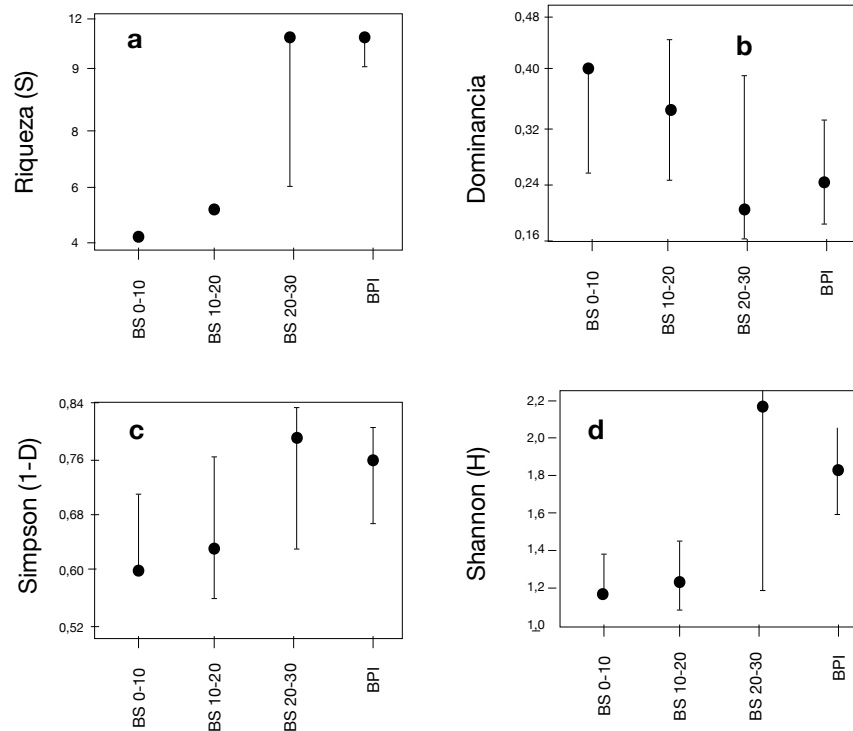 a
Riqueza (S)
12
9
8
6
4
BS 0-10
BS 10-20
BS 20-30
BPI
b
Dominancia
0,48
0,40
0,32
0,24
0,16
BS 0-10
BS 10-20
BS 20-30
BPI
c
Simpson (1-D)
0,84
0,76
0,68
0,60
0,52
BS 0-10
BS 10-20
BS 20-30
BPI
d
Shannon (H)
2,2
2,0
1,8
1,6
1,4
1,2
1,0
BS 0-10
BS 10-20
BS 20-30
BPI